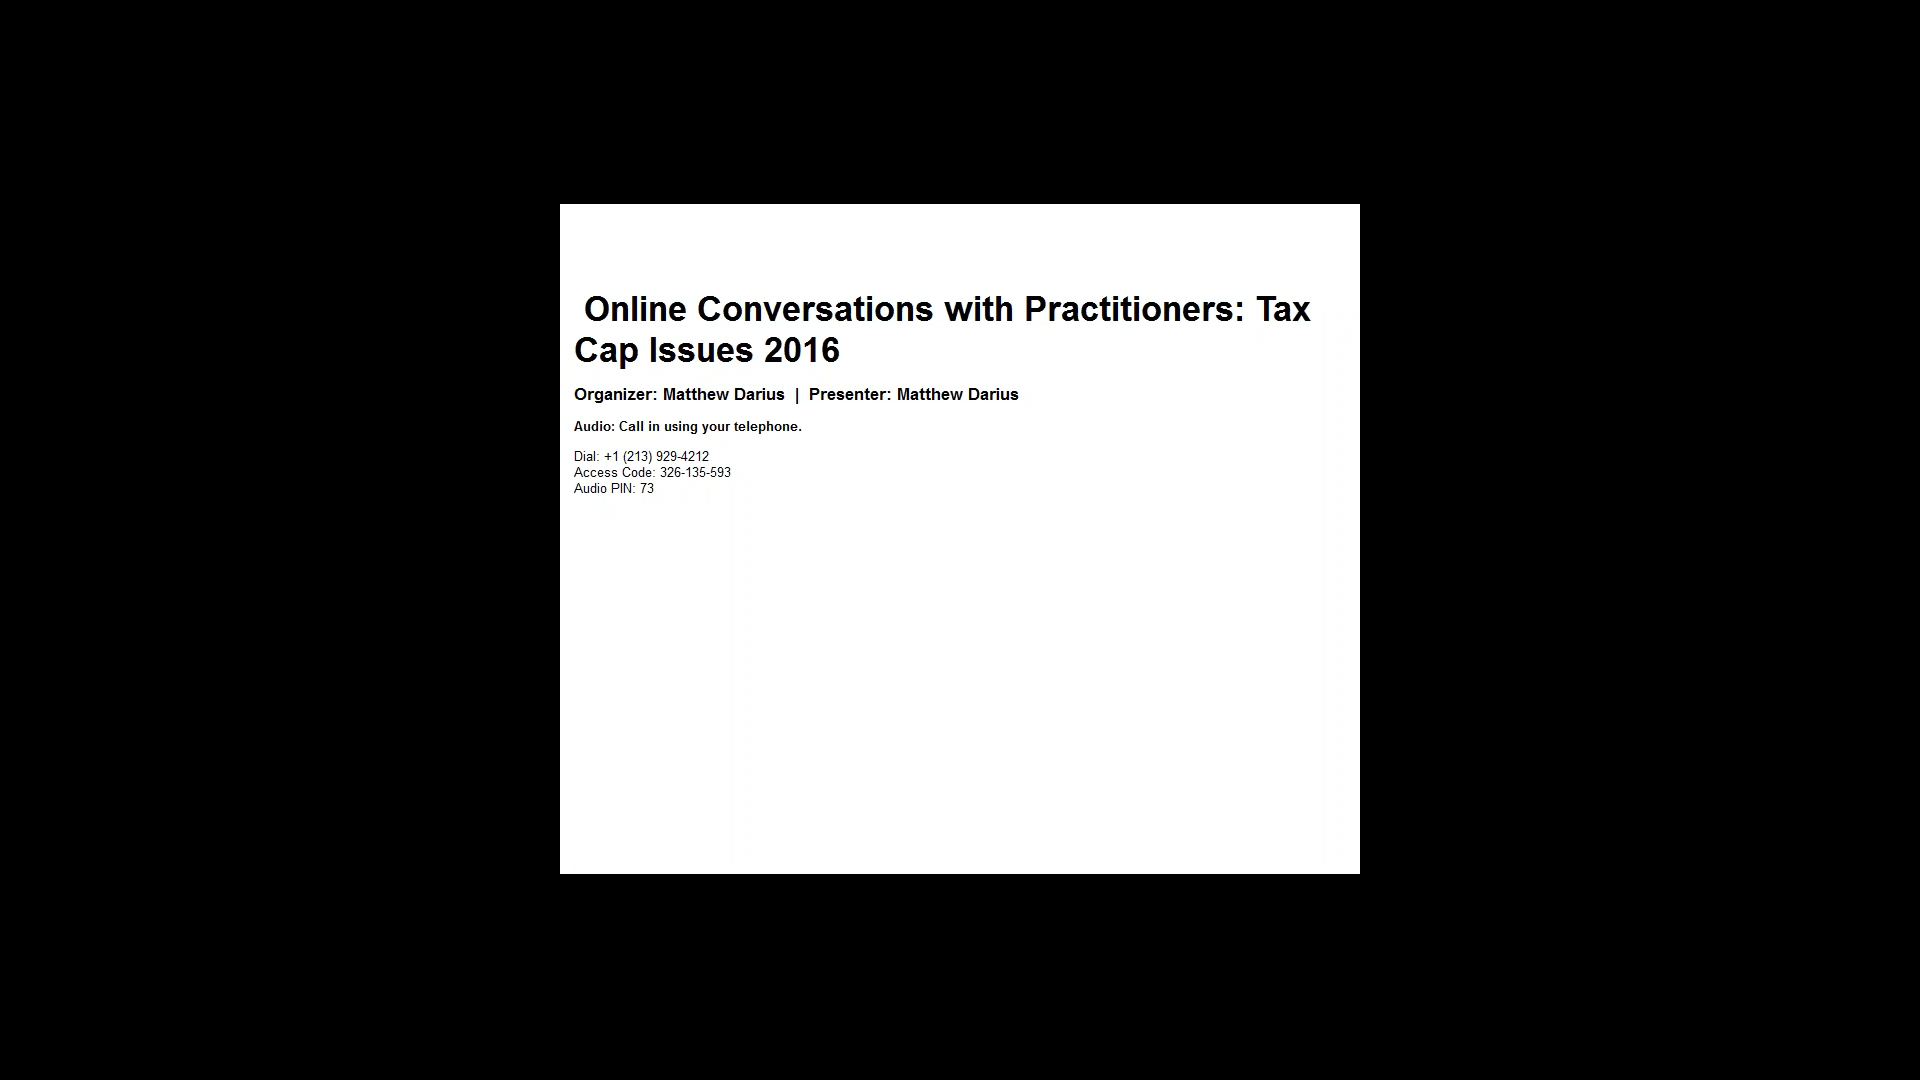 Online Conversations with Practitioners: Tax
Cap Issues 2016
Organizer: Matthew Darius | Presenter: Matthew Darius
Audio: Call in using your telephone.
Dial: +1 (213) 929-4212
Access Code: 326-135-593
Audio PIN: 73